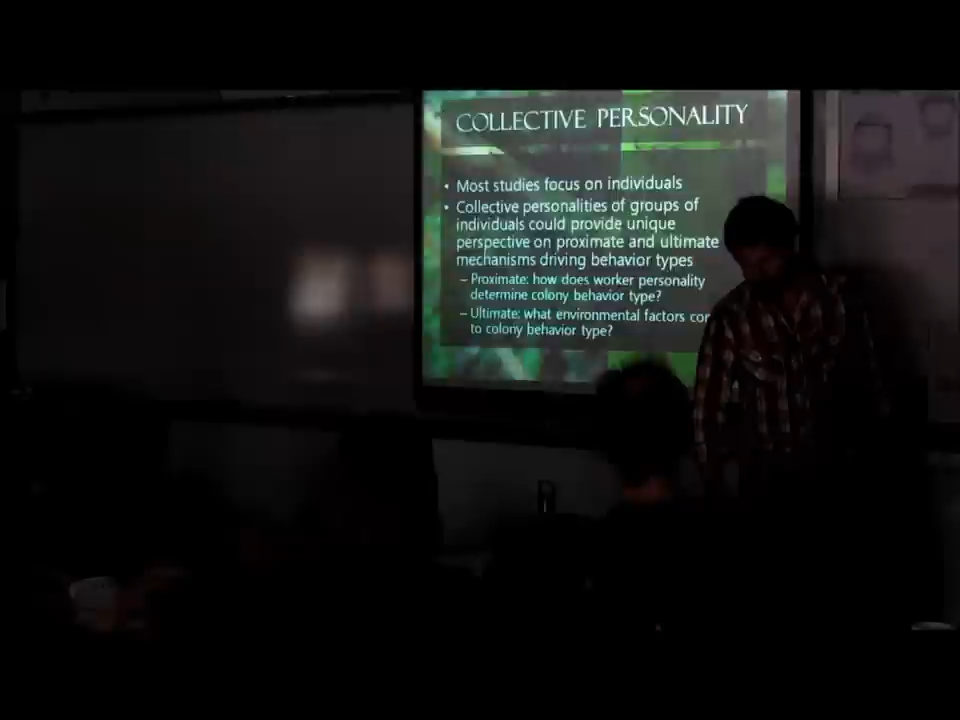 COLLECTIVE PERSONALITY
• Most studies focus on individuals
• Collective personalities of groups of
individuals could provide unique
perspective on proximate and ultimate
mechanisms driving behavior types
– Proximate: how does worker personality
determine colony behavior type?
– Ultimate: what environmental factors
to colony behavior type?